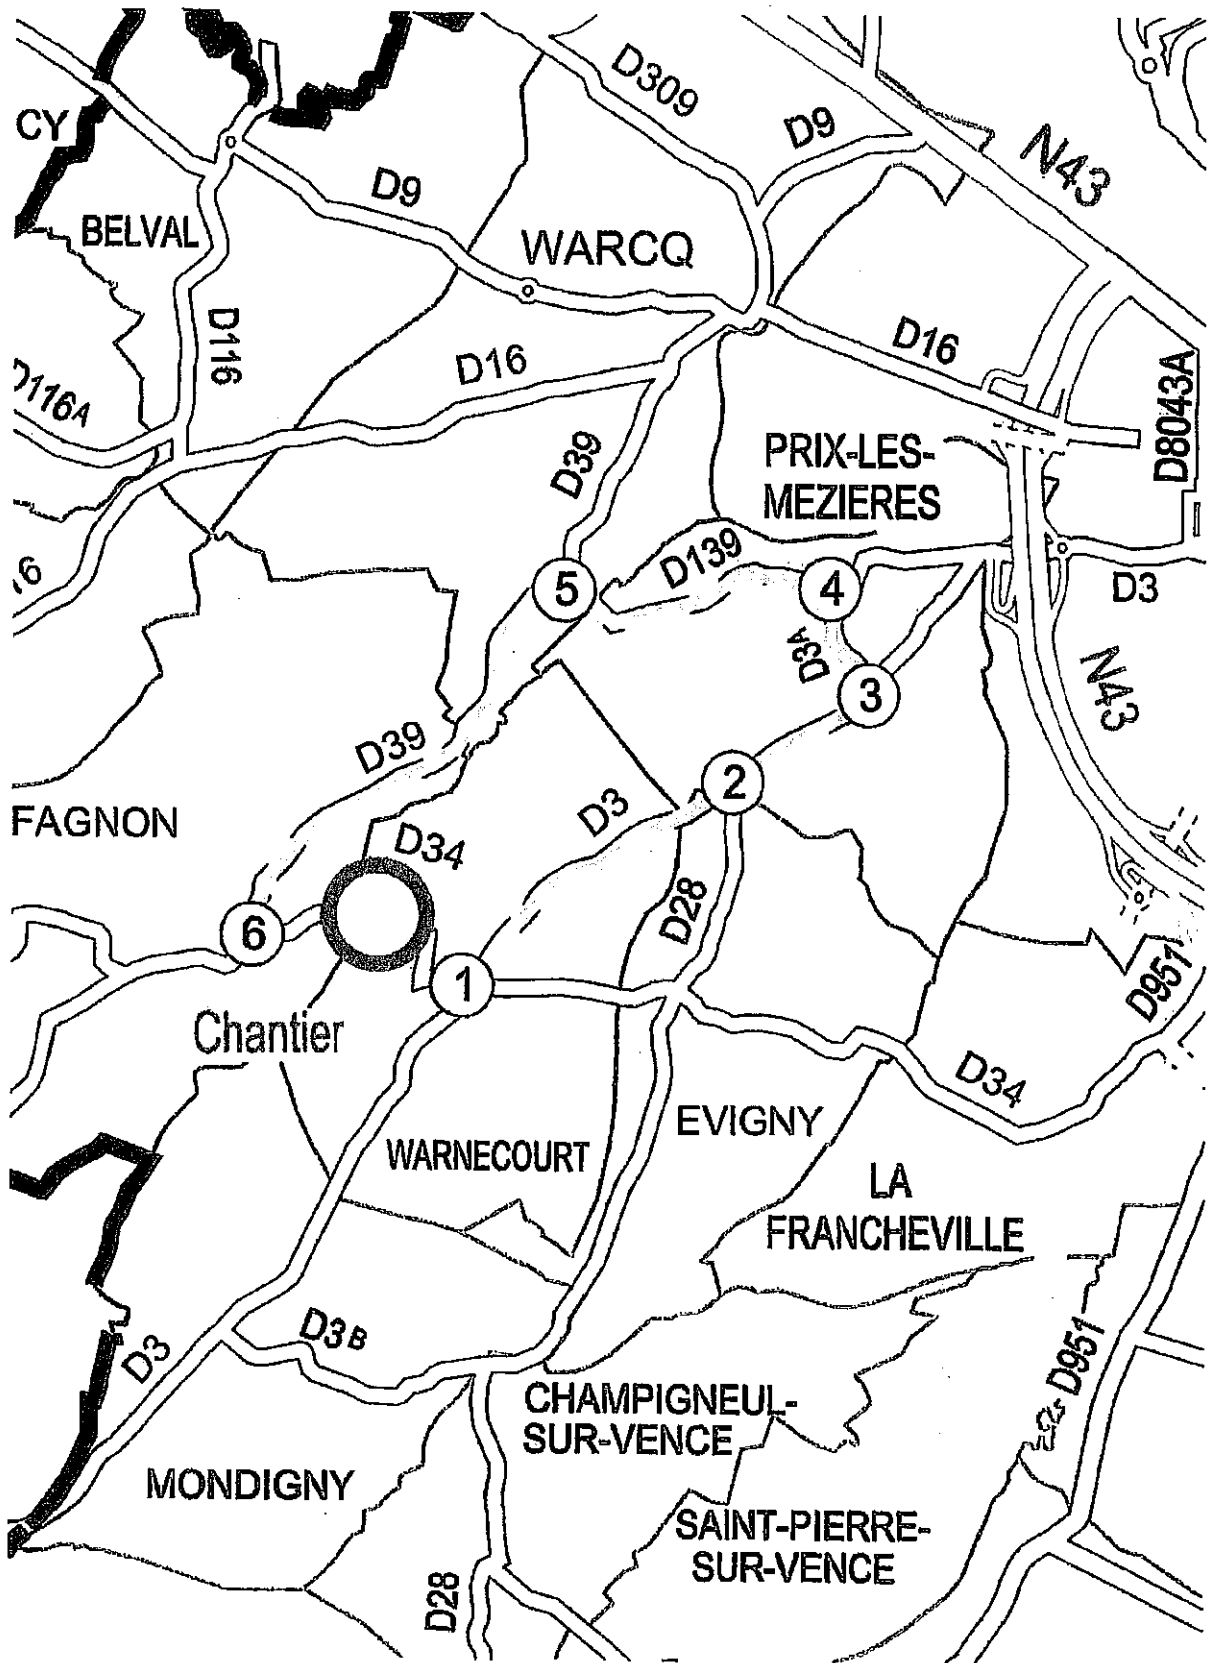 D309
D9
N43
CY
D9
BELVAL
WARCQ
D116
D16
D16
D116A
D8043A
PRIX-LES-
MEZIERES
D39
D139
5
4
D3
D3A
3
N43
D39
2
D3
FAGNON
D34
D28
6
1
D951
Chantier
D34
EVIGNY
WARNECOURT
LA
FRANCHEVILLE
D3B
D3
D951
CHAMPIGNEUL-
SUR-VENCE
MONDIGNY
SAINT-PIERRE-
SUR-VENCE
D28